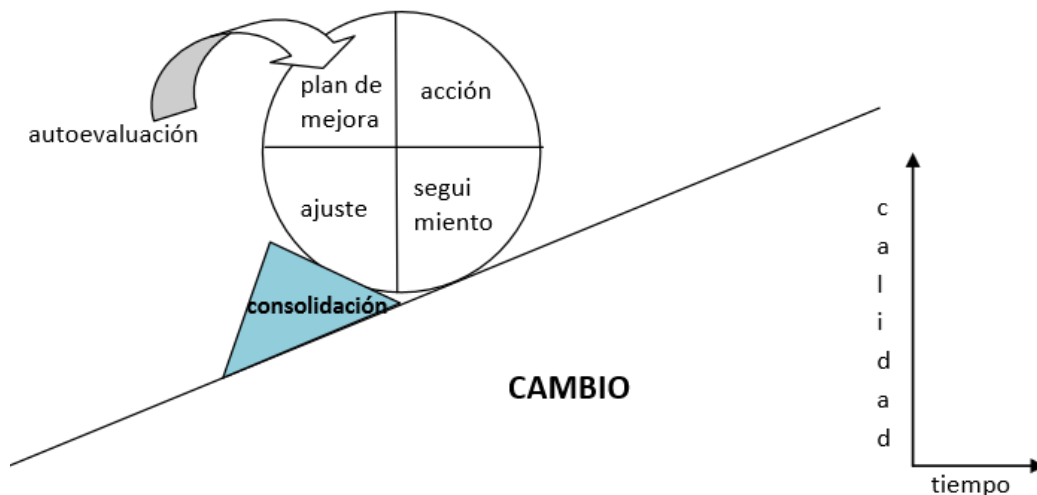 autoevaluación
plan de
mejora
acción
ajuste
segui
miento
consolidación
CAMBIO
c
a
l
i
d
a
d
tiempo